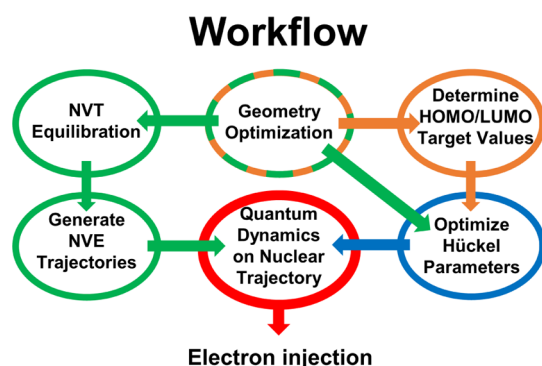 Workflow
NVT
Equilibration
Geometry
Optimization
Determine
HOMO/LUMO
Target Values
Generate
NVE
Trajectories
Quantum
Dynamics
on Nuclear
Trajectory
Optimize
Hückel
Parameters
Electron injection